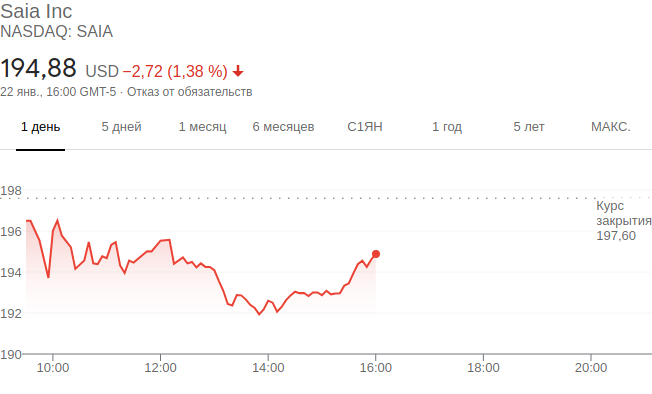 Saia Inc
NASDAQ: SAIA
194,88 USD −2,72 (1,38 %)
22 янв., 16:00 GMT-5 · Отказ от обязательств
1 день 5 дней 1 месяц 6 месяцев С1ЯН 1 год 5 лет МАКС.
198
Курс
закрытия
197,60
196
194
192
190
10:00 12:00 14:00 16:00 18:00 20:00